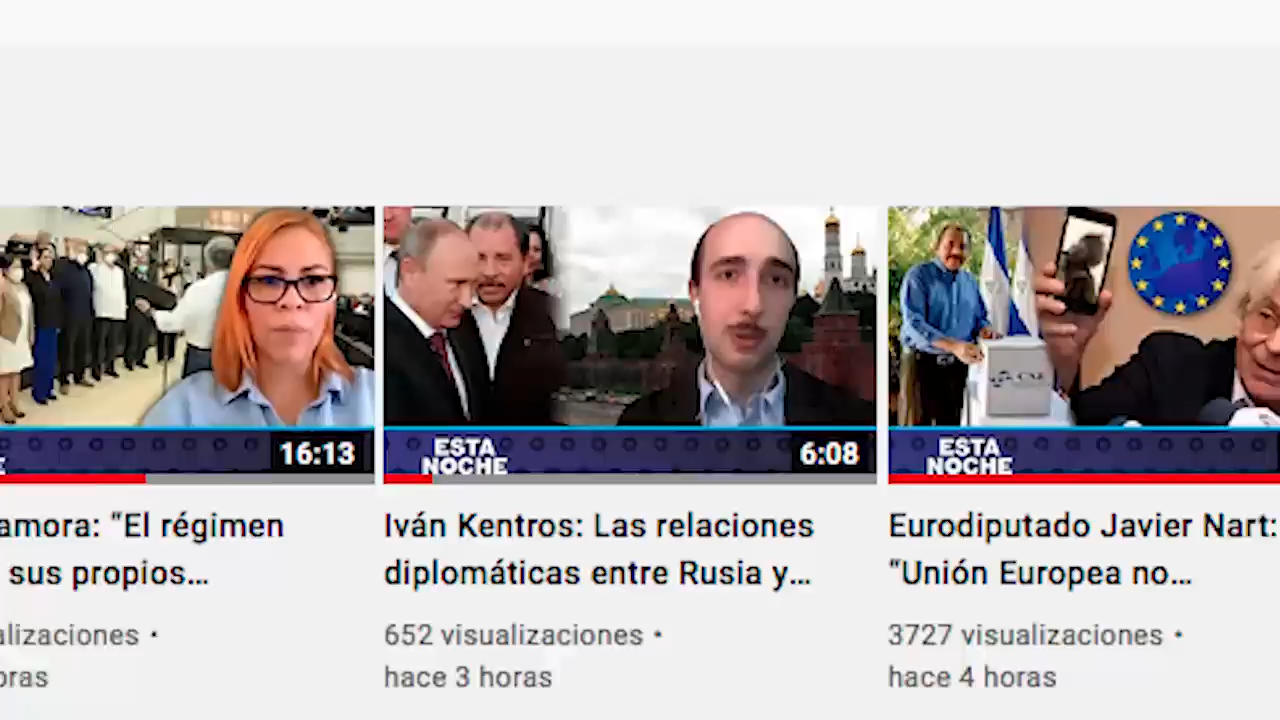 16:13
amora: “El régimen
sus propios...
alizaciones •
oras
ESTA
NOCHE
6:08
Iván Kentros: Las relaciones
diplomáticas entre Rusia y...
652 visualizaciones •
hace 3 horas
CSE
ESTA
NOCHE
Eurodiputado Javier Nart:
“Unión Europea no...
3727 visualizaciones •
hace 4 horas